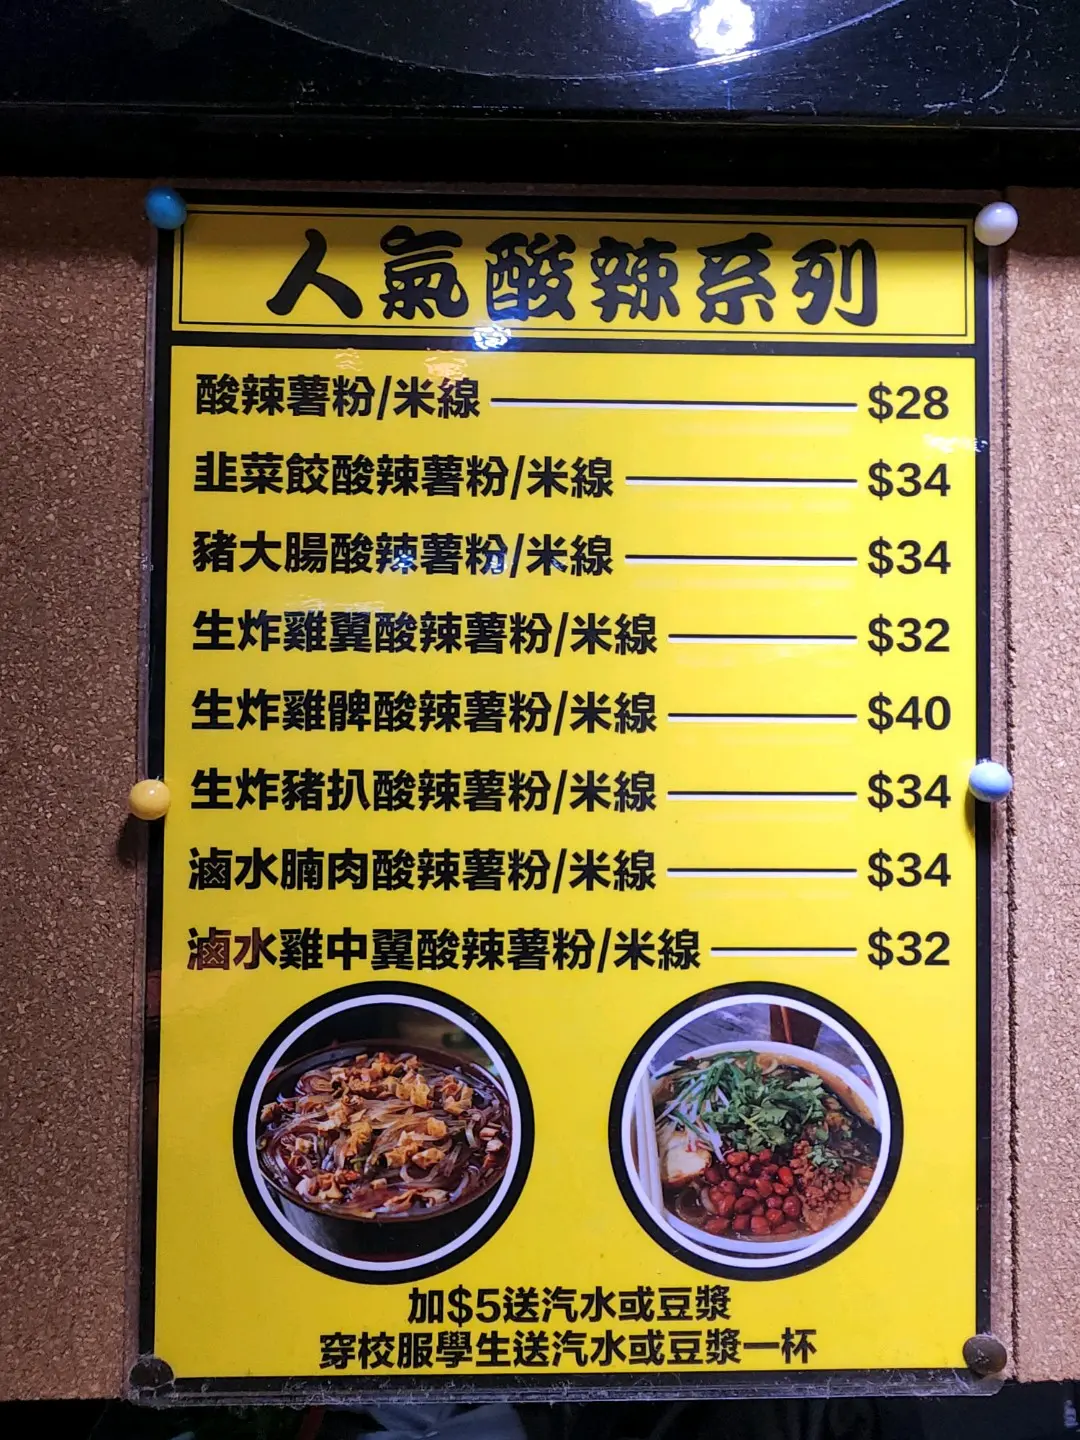 人氣酸辣系列
酸辣薯粉/米線 $28
韭菜餃酸辣薯粉/米線 $34
豬大腸酸辣薯粉/米線 $34
生炸雞翼酸辣薯粉/米線 $32
生炸雞髀酸辣薯粉/米線 $40
生炸豬扒酸辣薯粉/米線 $34
滷水腩肉酸辣薯粉/米線 $34
滷水雞中翼酸辣薯粉/米線 $32
加$5送汽水或豆漿
穿校服學生送汽水或豆漿一杯